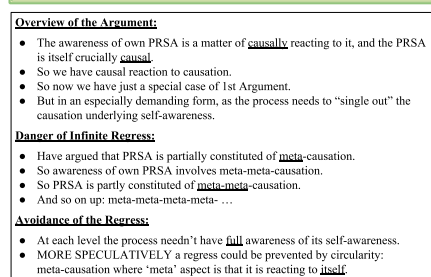 Overview of the Argument:
● The awareness of own PRSA is a matter of causally reacting to it, and the PRSA
is itself crucially causal.
● So we have causal reaction to causation.
● So now we have just a special case of 1st Argument.
● But in an especially demanding form, as the process needs to “single out” the
causation underlying self-awareness.
Danger of Infinite Regress:
● Have argued that PRSA is partially constituted of meta-causation.
● So awareness of own PRSA involves meta-meta-causation.
● So PRSA is partly constituted of meta-meta-causation.
● And so on up: meta-meta-meta-meta- …
Avoidance of the Regress:
● At each level the process needn’t have full awareness of its self-awareness.
● MORE SPECULATIVELY a regress could be prevented by circularity:
meta-causation where ‘meta’ aspect is that it is reacting to itself.